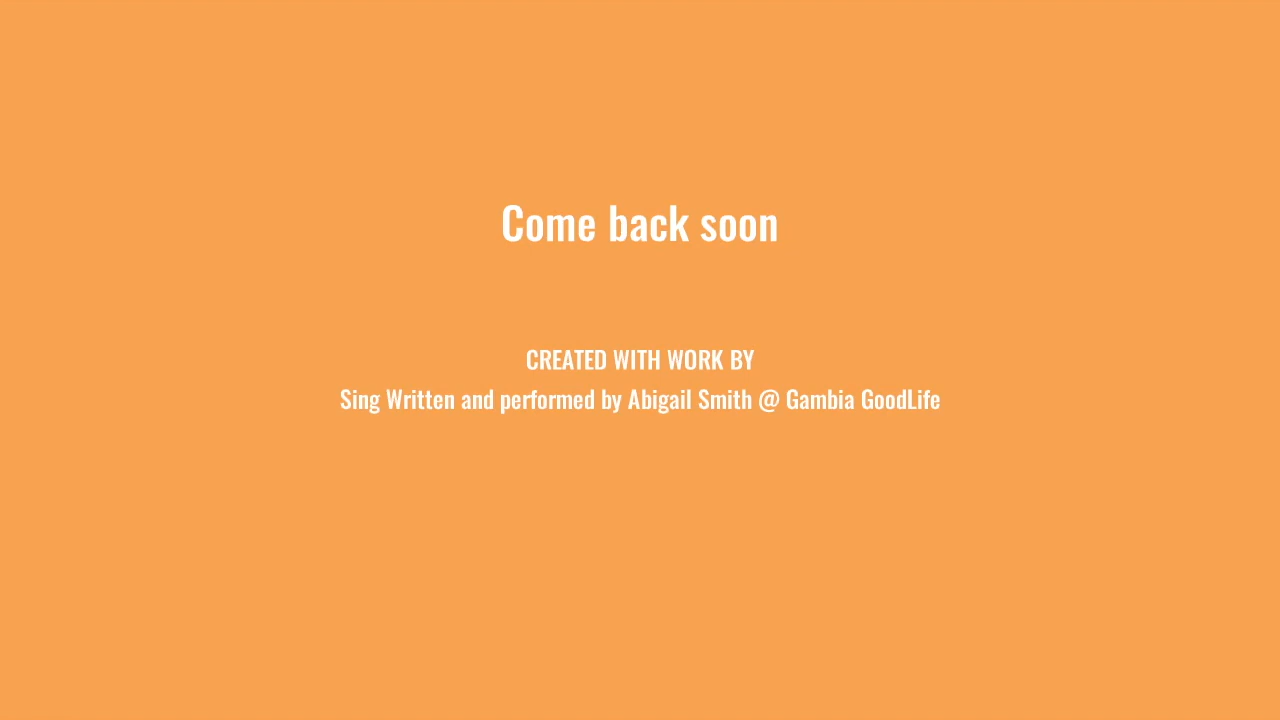 Come back soon
CREATED WITH WORK BY
Sing Written and performed by Abigail Smith @ Gambia GoodLife